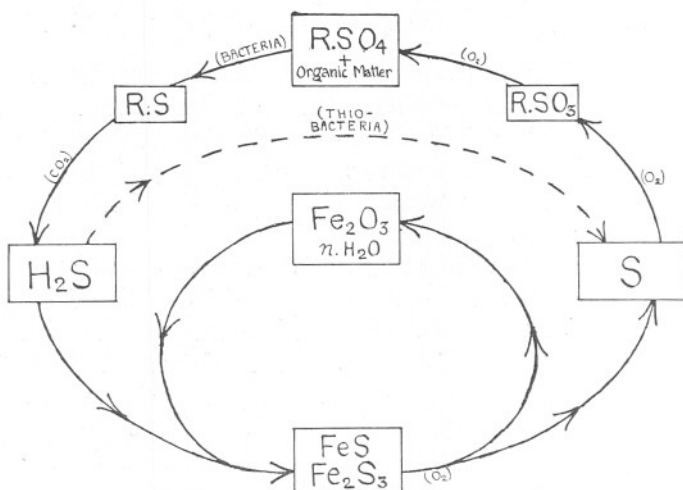 R.SO₄
+
Organic Matter
(BACTERIA)
(O₂)
R.S
R.SO₃
(THIO-
BACTERIA)
(CO₂)
(O₂)
Fe₂O₃
n.H₂O
H₂S
S
FeS
Fe₂S₃
(O₂)